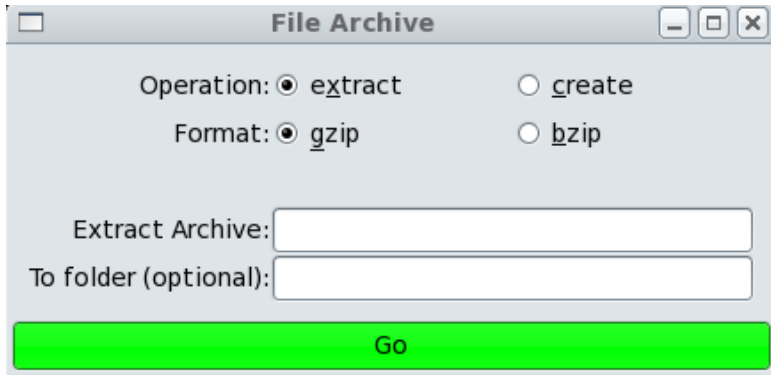 File Archive
Operation: extract create
Format: gzip bzip
Extract Archive:
To folder (optional):
Go